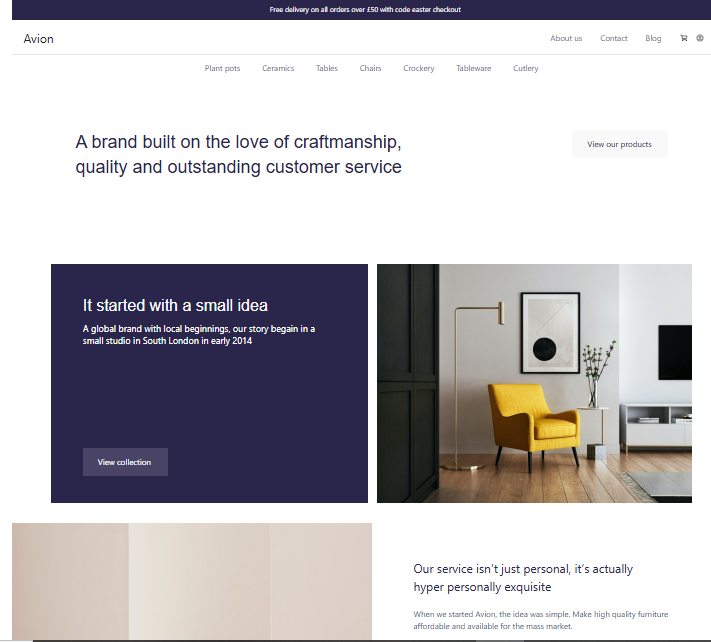 Free delivery on all orders over £50 with code easter checkout
Avion
About us
Contact
Blog
Plant pots
Ceramics
Tables
Chairs
Crockery
Tableware
Cutlery
A brand built on the love of craftmanship,
quality and outstanding customer service
View our products
It started with a small idea
A global brand with local beginnings, our story begain in a
small studio in South London in early 2014
View collection
Our service isn't just personal, it's actually
hyper personally exquisite
When we started Avion, the idea was simple. Make high quality furniture
affordable and available for the mass market.